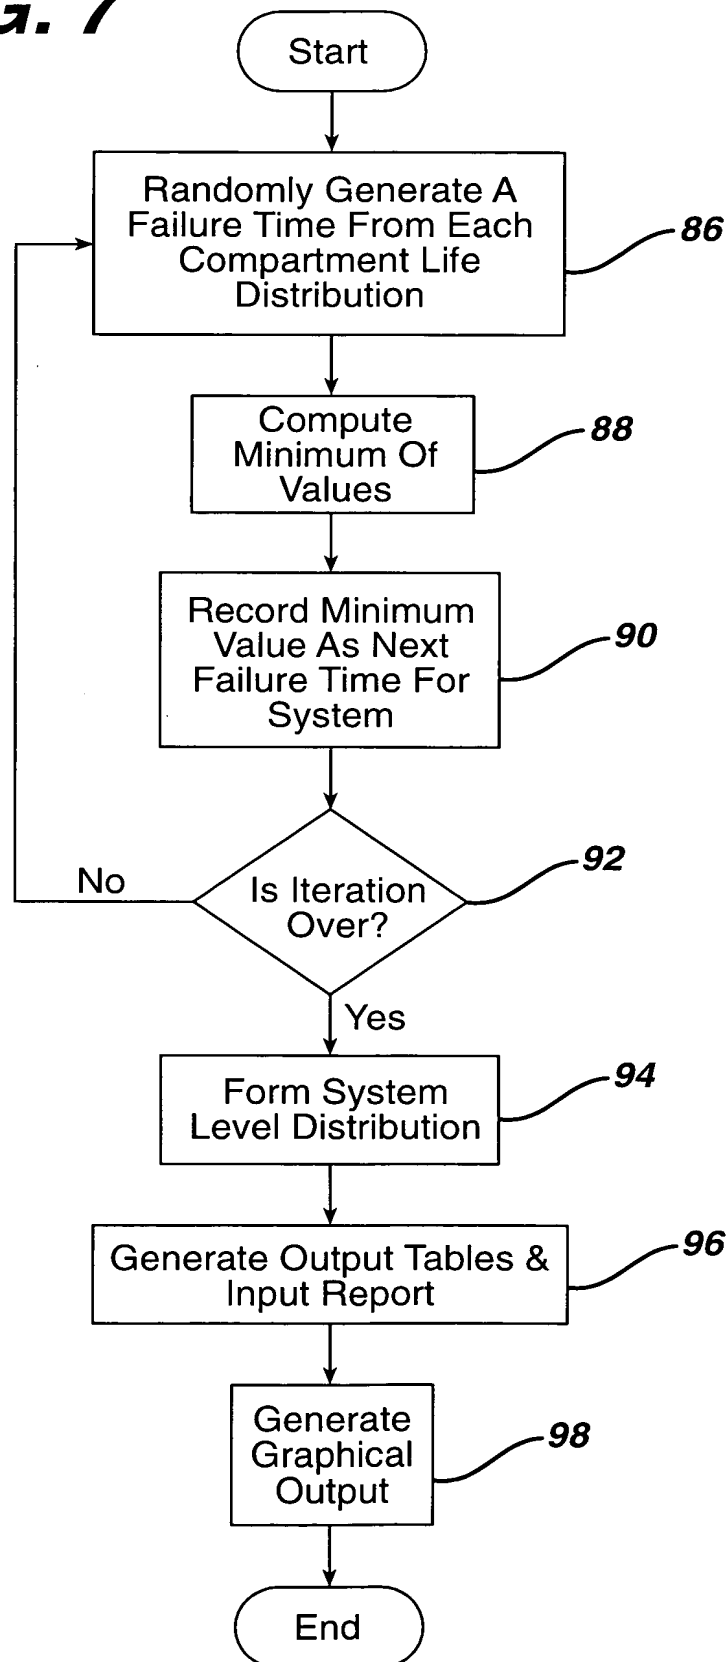 G. 7
Start
Randomly Generate A
Failure Time From Each
Compartment Life
Distribution
86
Compute
Minimum Of
Values
88
Record Minimum
Value As Next
Failure Time For
System
90
Is Iteration
Over?
92
No
Yes
Form System
Level Distribution
94
Generate Output Tables &
Input Report
96
Generate
Graphical
Output
98
End